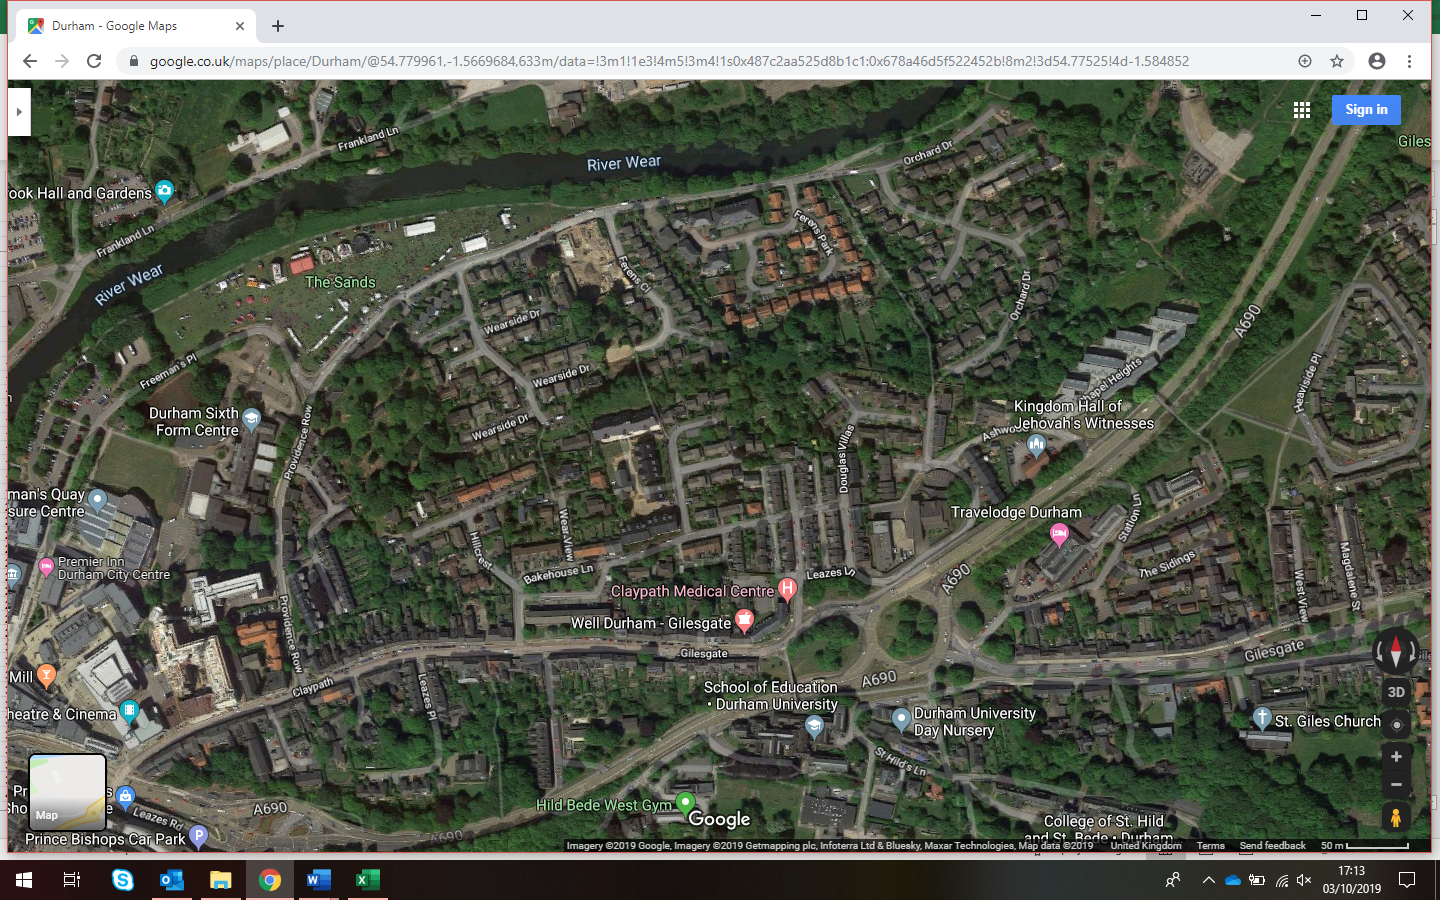 Durham - Google Maps
google.co.uk/maps/place/Durham/@54.779961,-1.5669684,633m/data=!3m1!1e3!4m5!3m4!1s0x487c2aa525d8b1c1:0x678a46d5f522452b!8m2!3d54.77525!4d-1.584852
Sign in
Giles
Frankland Ln
River Wear
Orchard Dr
ook Hall and Gardens
Frankland Ln
Ferens Park
River Wear
The Sands
Ferens Cl
Orchard Dr
Wearside Dr
A690
Freeman's Pl
Wearside Dr
Chapel Heights
Heaviside Pl
Durham Sixth
Form Centre
Providence Row
Wearside Dr
Kingdom Hall of
Jehovah's Witnesses
Ashwo
Douglas Villas
man's Quay
sure Centre
Travelodge Durham
Station Ln
Wear View
Hillcrest
Premier Inn
Durham City Centre
Bakehouse Ln
Leazes Ln
A690
The Sidings
West View
Magdalene St
Claypath Medical Centre
Well Durham - Gilesgate
Providence Row
Gilesgate
Gilesgate
Mill
Claypath
Leazes Pl
A690
School of Education
• Durham University
3D
heatre & Cinema
Durham University
Day Nursery
St. Giles Church
St Hild's Ln
Pr
Sho
Map
Leazes Rd
A690
A690
Hild Bede West Gym
Google
College of St. Hild
and St. Bede • Durham
Prince Bishops Car Park
Imagery ©2019 Google, Imagery ©2019 Getmapping plc, Infoterra Ltd & Bluesky, Maxar Technologies, Map data ©2019 United Kingdom Terms Send feedback 50 m
17:13
03/10/2019